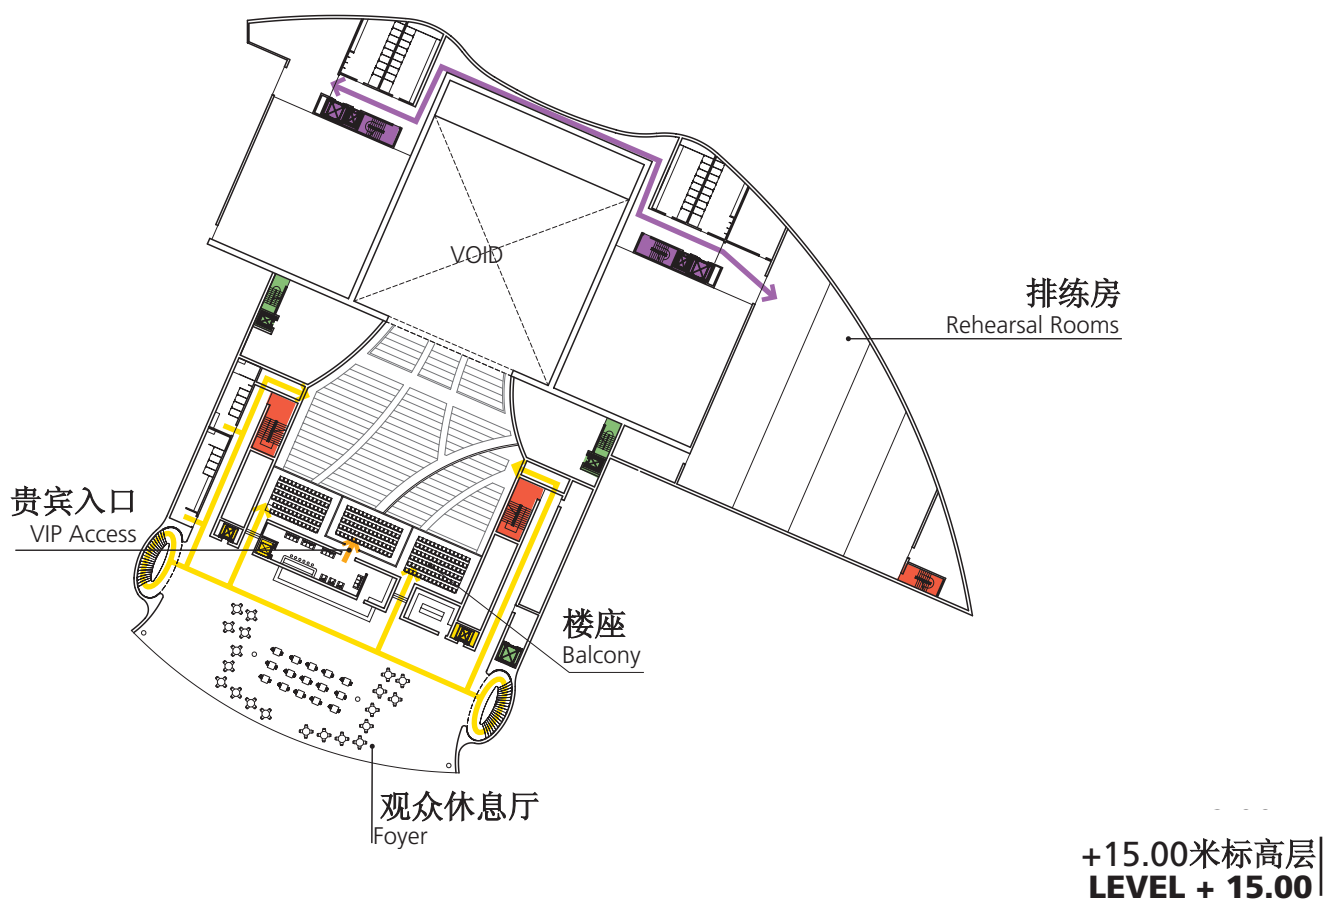 VOID
排练房
Rehearsal Rooms
贵宾入口
VIP Access
楼座
Balcony
观众休息厅
Foyer
+15.00米标高层
LEVEL + 15.00